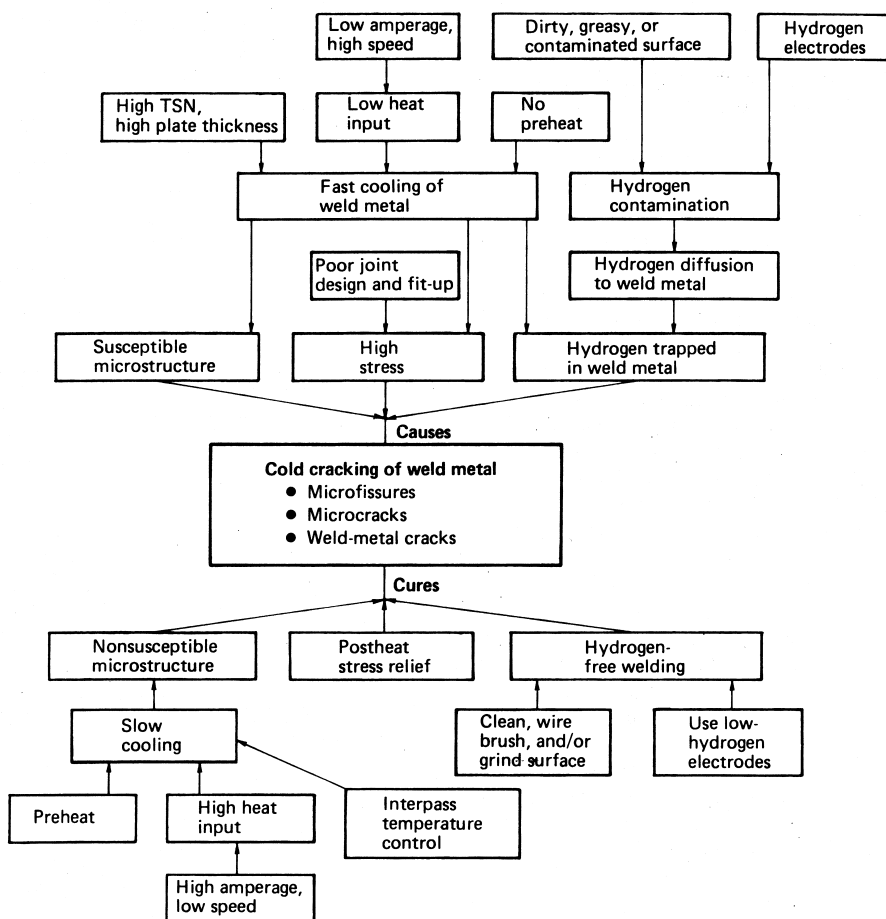 Low amperage,
high speed
Dirty, greasy, or
contaminated surface
Hydrogen
electrodes
High TSN,
high plate thickness
Low heat
input
No
preheat
Fast cooling of
weld metal
Hydrogen
contamination
Poor joint
design and fit-up
Hydrogen diffusion
to weld metal
Susceptible
microstructure
High
stress
Hydrogen trapped
in weld metal
Causes
Cold cracking of weld metal
● Microfissures
● Microcracks
● Weld-metal cracks
Cures
Nonsusceptible
microstructure
Postheat
stress relief
Hydrogen-
free welding
Slow
cooling
Clean, wire
brush, and/or
grind surface
Use low-
hydrogen
electrodes
Preheat
High heat
input
Interpass
temperature
control
High amperage,
low speed